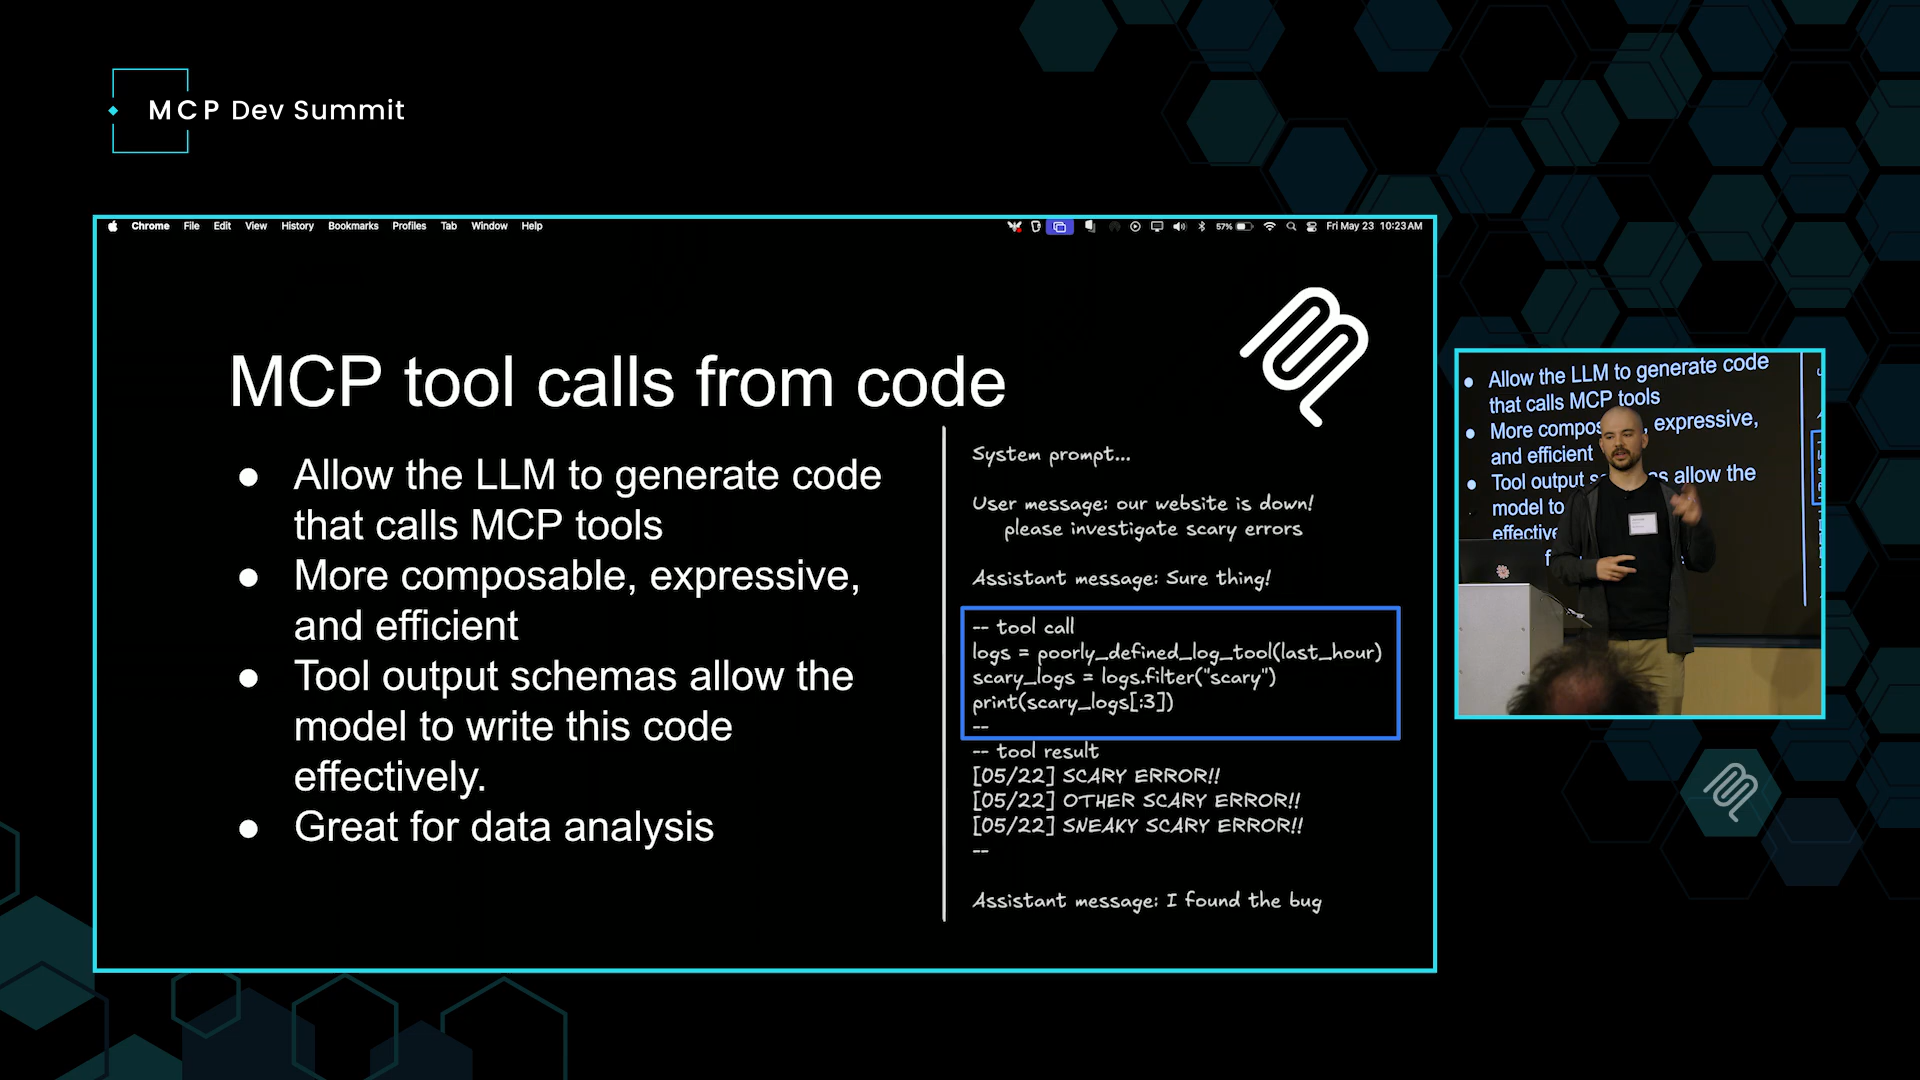 MCP Dev Summit
Chrome File Edit View History Bookmarks Profiles Tab Window Help
57% Fri May 23 10:23 AM
MCP tool calls from code
● Allow the LLM to generate code
that calls MCP tools
● More composable, expressive,
and efficient
● Tool output schemas allow the
model to write this code
effectively.
● Great for data analysis
System prompt...
User message: our website is down!
please investigate scary errors
Assistant message: Sure thing!
-- tool call
logs = poorly_defined_log_tool(last_hour)
scary_logs = logs.filter("scary")
print(scary_logs[:3])
--
-- tool result
[05/22] SCARY ERROR!!
[05/22] OTHER SCARY ERROR!!
[05/22] SNEAKY SCARY ERROR!!
--
Assistant message: I found the bug
● Allow the LLM to generate code
that calls MCP tools
● More expressive,
and efficient
● Tool output allow the
model to